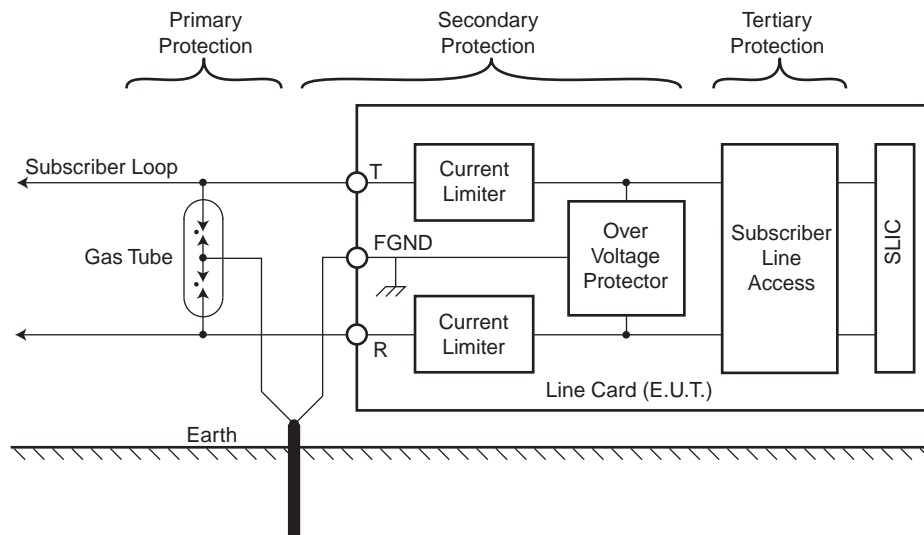 Primary
Protection
Secondary
Protection
Tertiary
Protection
Subscriber Loop
T
Current
Limiter
Gas Tube
FGND
Over
Voltage
Protector
Subscriber
Line
Access
SLIC
R
Current
Limiter
Line Card (E.U.T.)
Earth